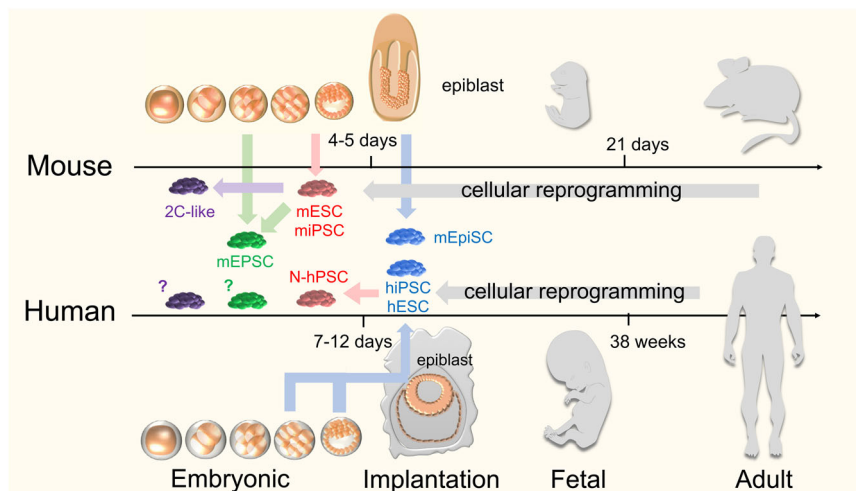 epiblast
4-5 days
21 days
Mouse
cellular reprogramming
2C-like
mESC
miPSC
mEpiSC
mEPSC
N-hPSC
?
?
hiPSC
hESC
cellular reprogramming
Human
7-12 days
38 weeks
epiblast
Embryonic
Implantation
Fetal
Adult